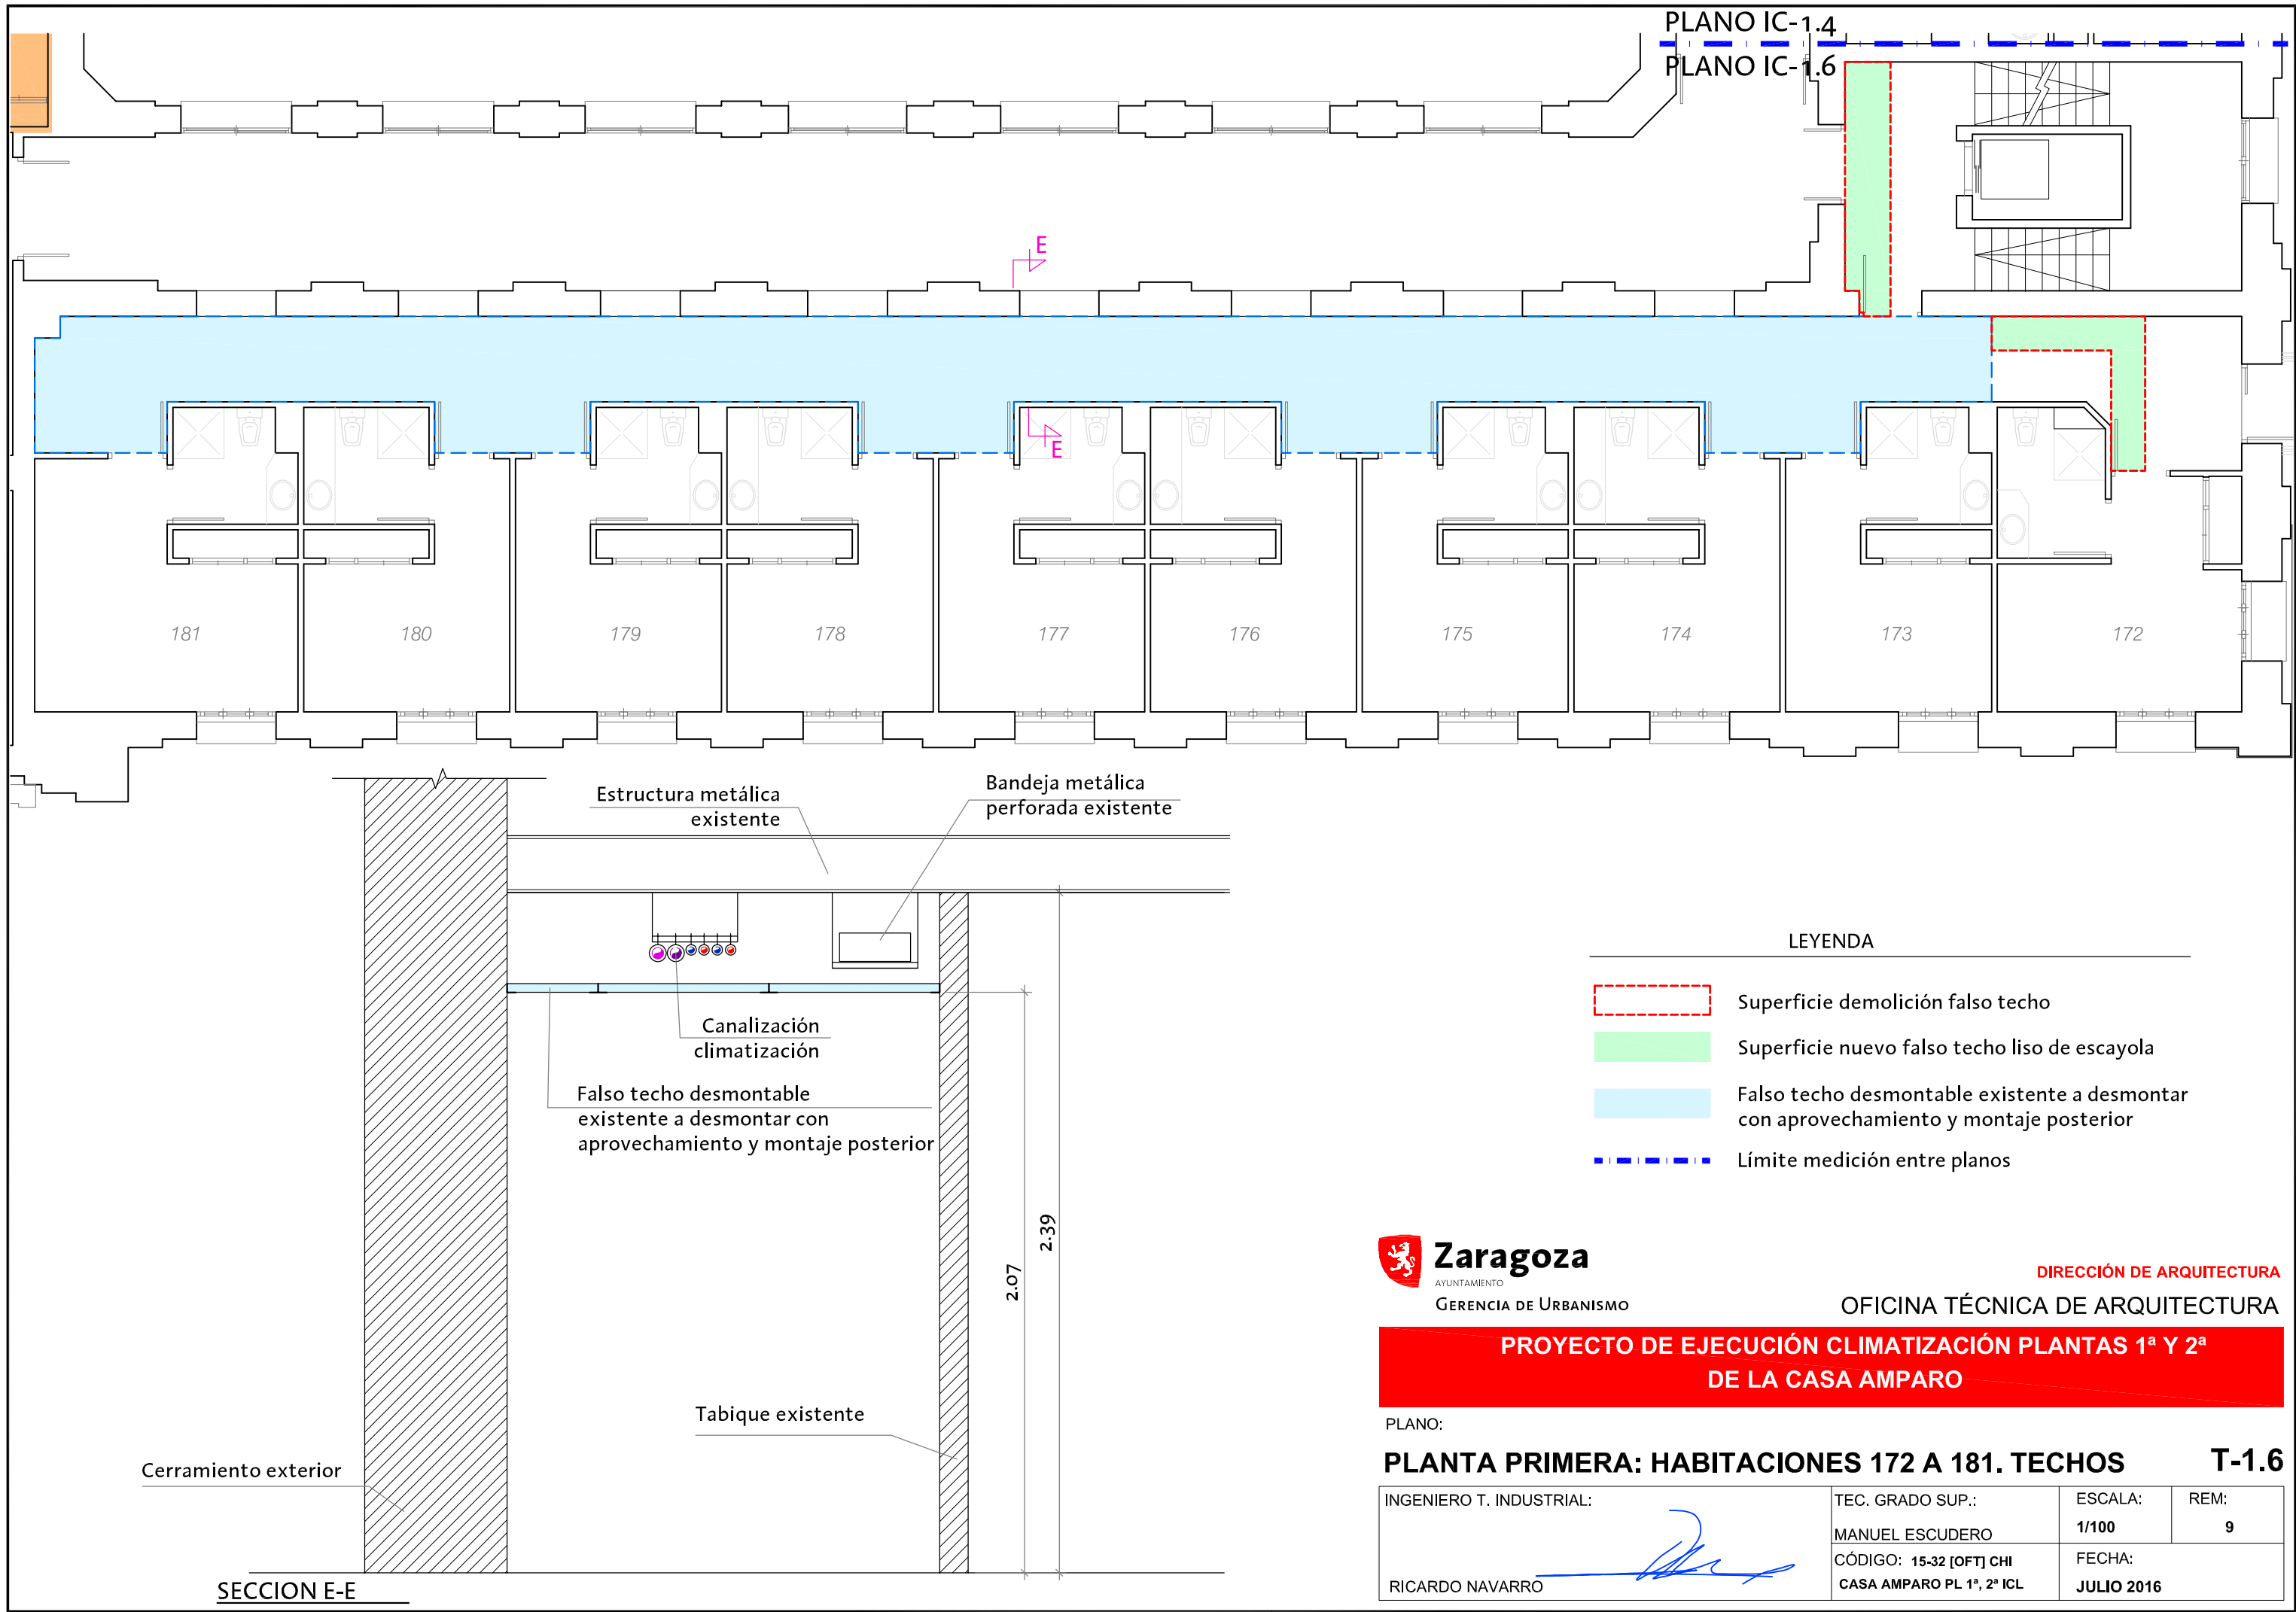 PLANO IC-1.4
PLANO IC-1.6
E
E
181
180
179
178
177
176
175
174
173
172
Estructura metálica
existente
Bandeja metálica
perforada existente
Canalización
climatización
Falso techo desmontable
existente a desmontar con
aprovechamiento y montaje posterior
2.07
2.39
Tabique existente
Cerramiento exterior
SECCION E-E
LEYENDA
Superficie demolición falso techo
Superficie nuevo falso techo liso de escayola
Falso techo desmontable existente a desmontar
con aprovechamiento y montaje posterior
Límite medición entre planos
Zaragoza
AYUNTAMIENTO
GERENCIA DE URBANISMO
DIRECCIÓN DE ARQUITECTURA
OFICINA TÉCNICA DE ARQUITECTURA
PROYECTO DE EJECUCIÓN CLIMATIZACIÓN PLANTAS 1ª Y 2ª
DE LA CASA AMPARO
PLANO:
PLANTA PRIMERA: HABITACIONES 172 A 181. TECHOS T-1.6
INGENIERO T. INDUSTRIAL:
RICARDO NAVARRO
TEC. GRADO SUP.:
MANUEL ESCUDERO
ESCALA:
1/100
REM:
9
CÓDIGO: 15-32 [OFT] CHI
CASA AMPARO PL 1ª, 2ª ICL
FECHA:
JULIO 2016